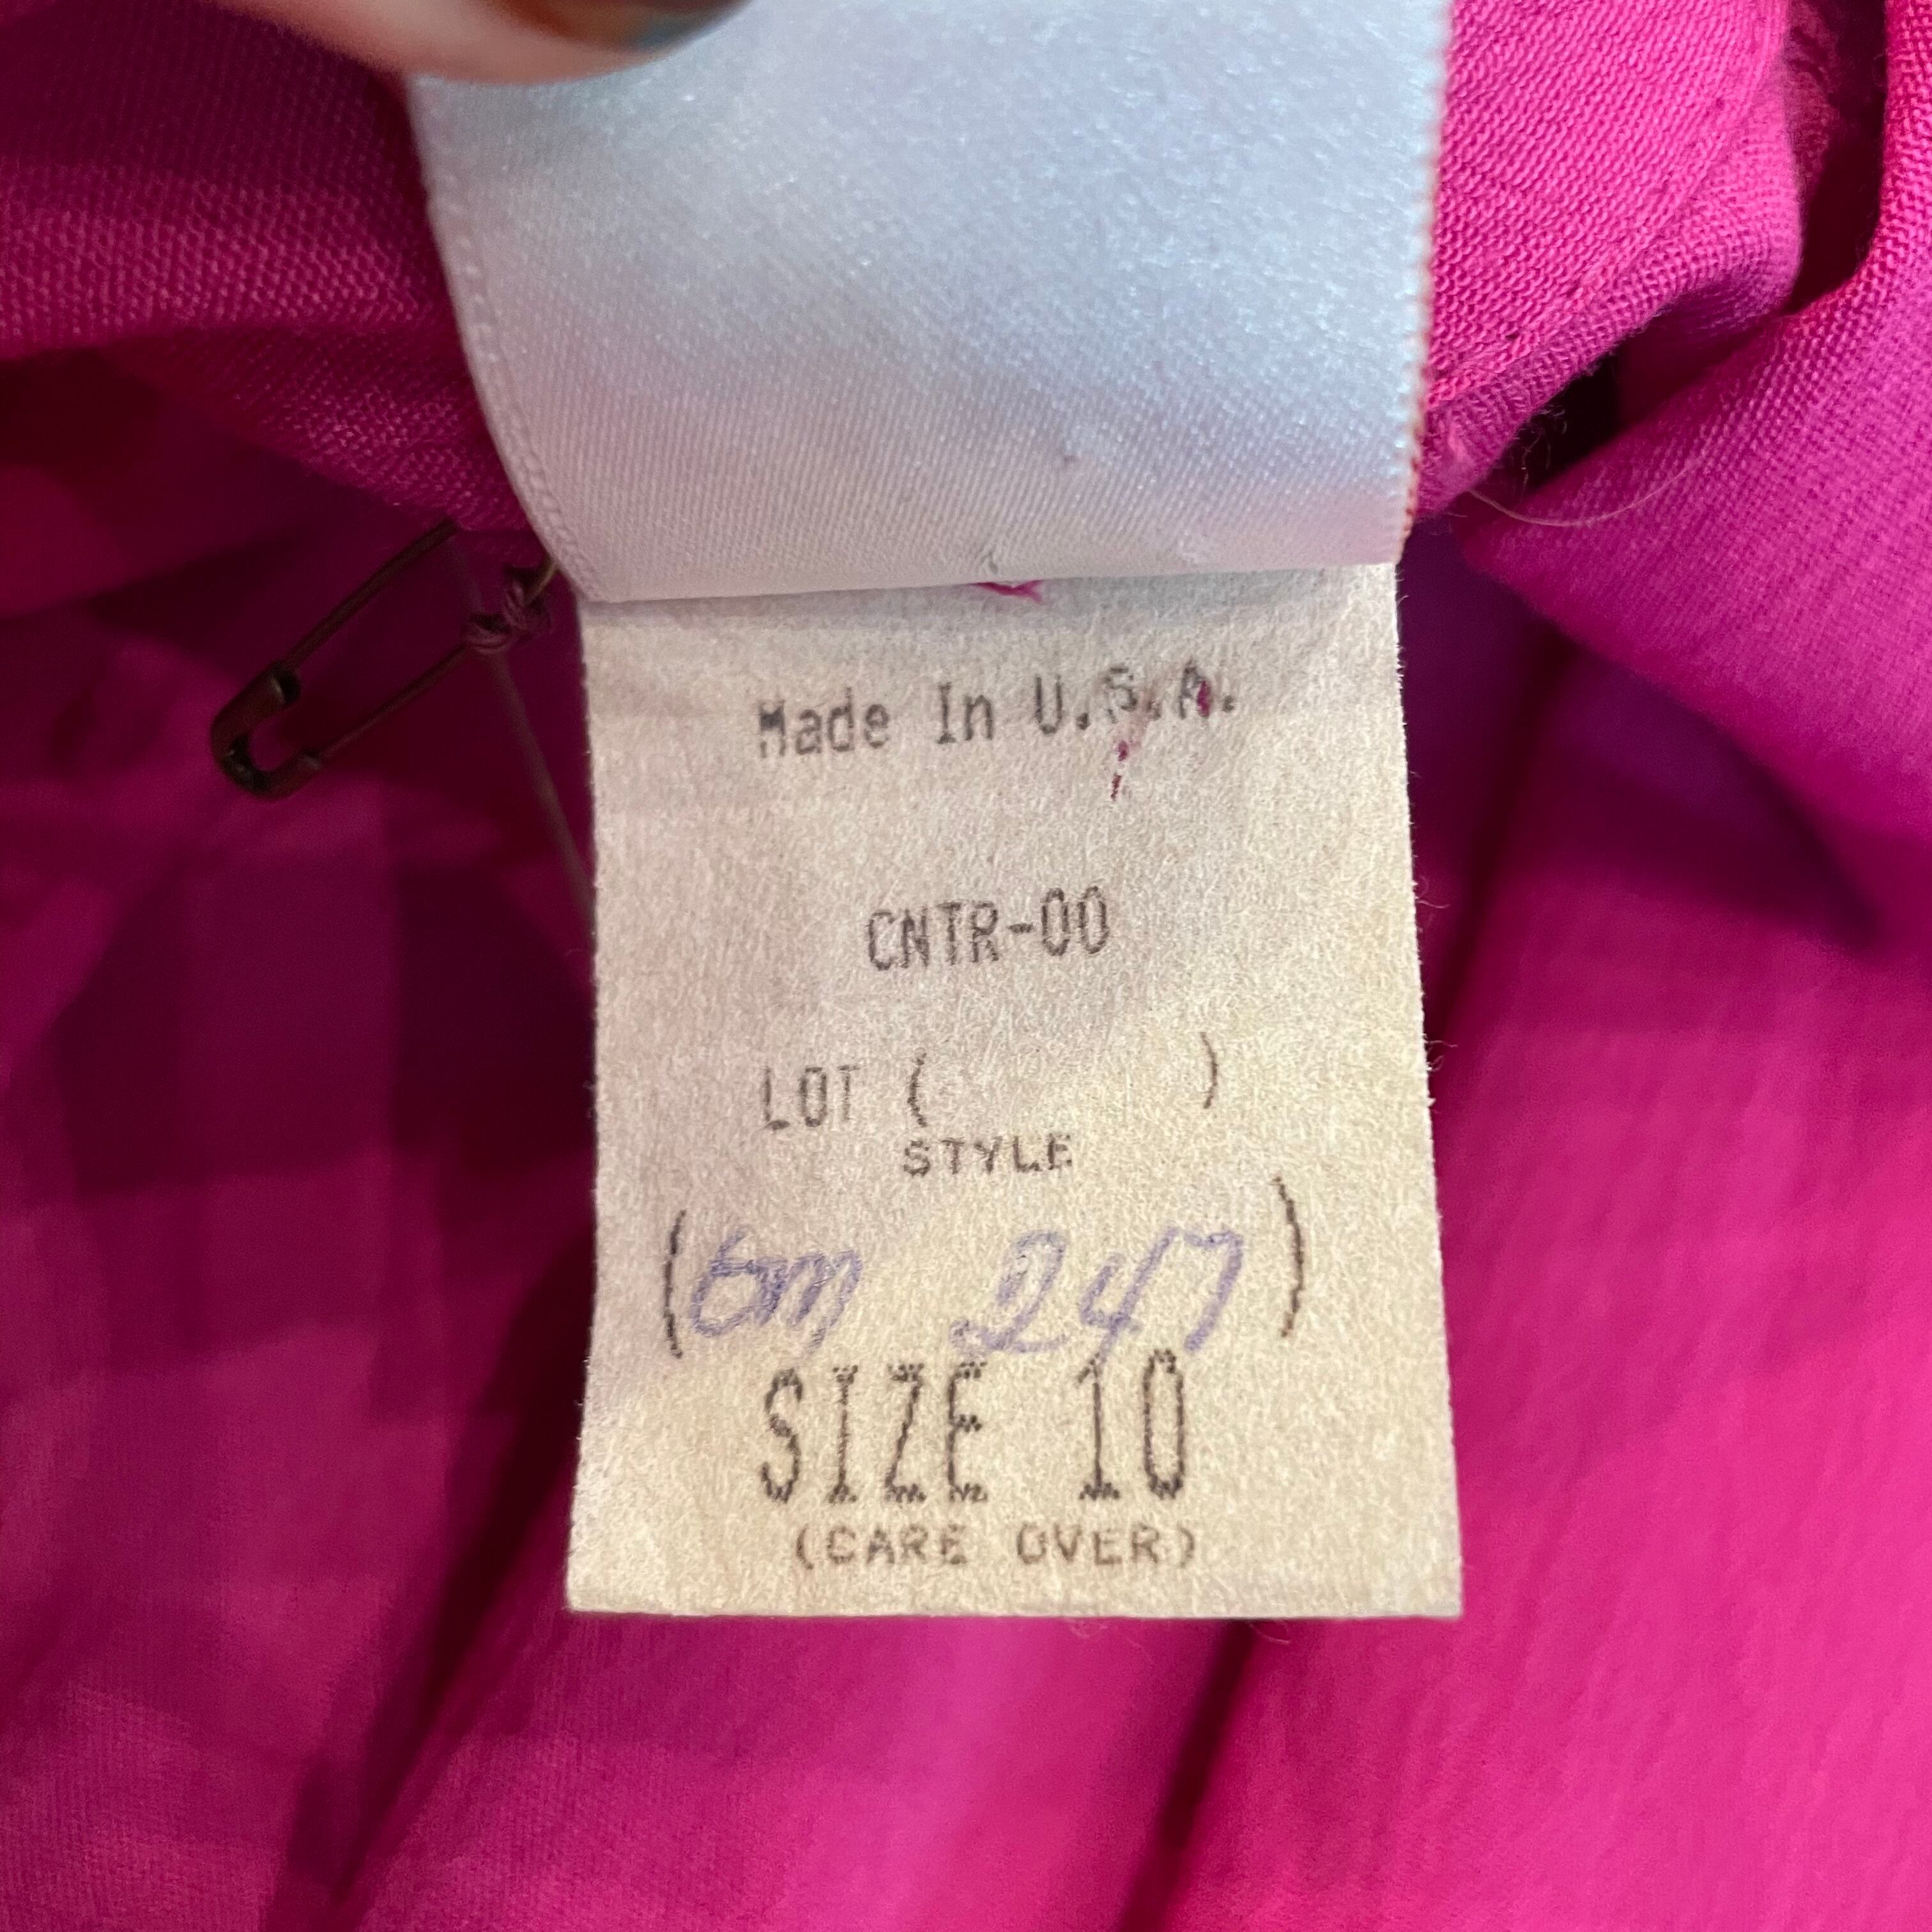 Made In U.S.A.
CNTR-00
LOT (          )
STYLE
(6m 247)
SIZE 10
(CARE OVER)